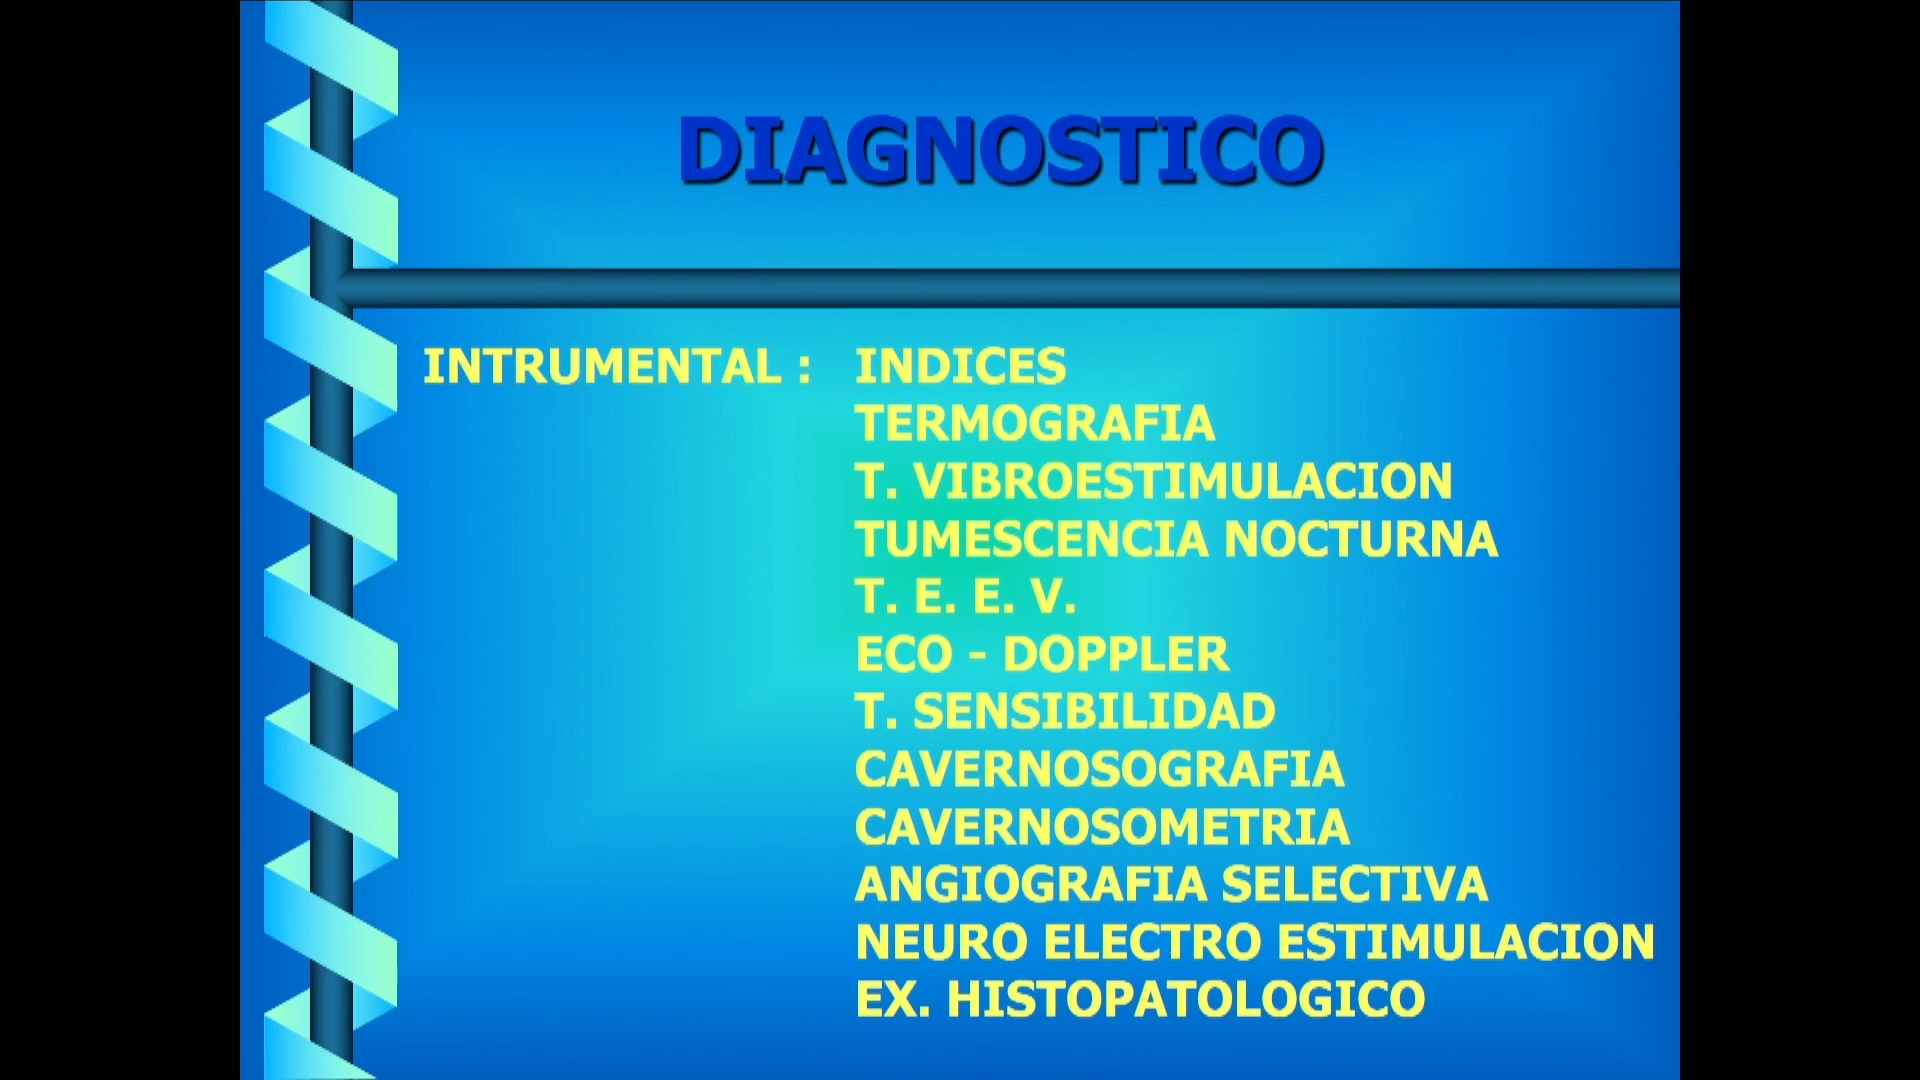 DIAGNOSTICO
INTRUMENTAL : INDICES
TERMOGRAFIA
T. VIBROESTIMULACION
TUMESCENCIA NOCTURNA
T. E. E. V.
ECO - DOPPLER
T. SENSIBILIDAD
CAVERNOSOGRAFIA
CAVERNOSOMETRIA
ANGIOGRAFIA SELECTIVA
NEURO ELECTRO ESTIMULACION
EX. HISTOPATOLOGICO